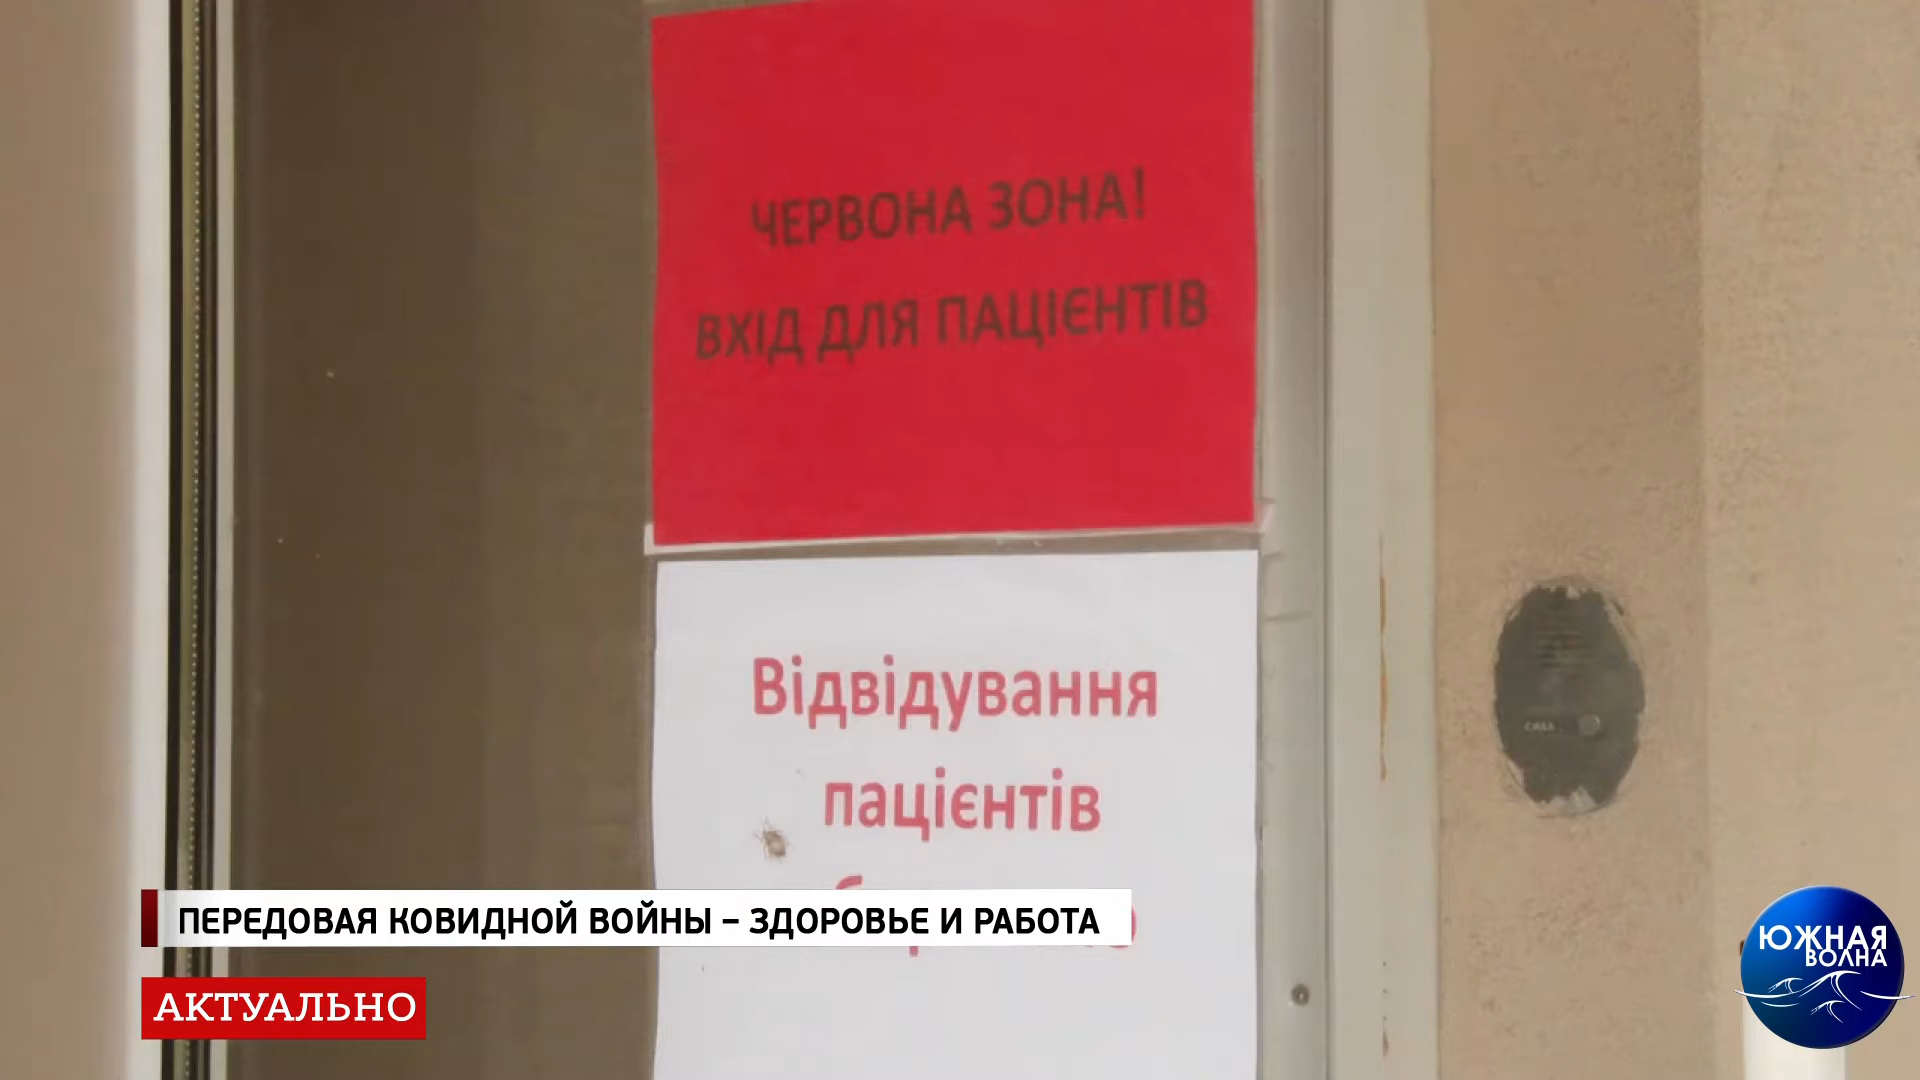 ЧЕРВОНА ЗОНА!
ВХІД ДЛЯ ПАЦІЄНТІВ
Відвідування
пацієнтів
ПЕРЕДОВАЯ КОВИДНОЙ ВОЙНЫ – ЗДОРОВЬЕ И РАБОТА
АКТУАЛЬНО
ЮЖНАЯ
ВОЛНА